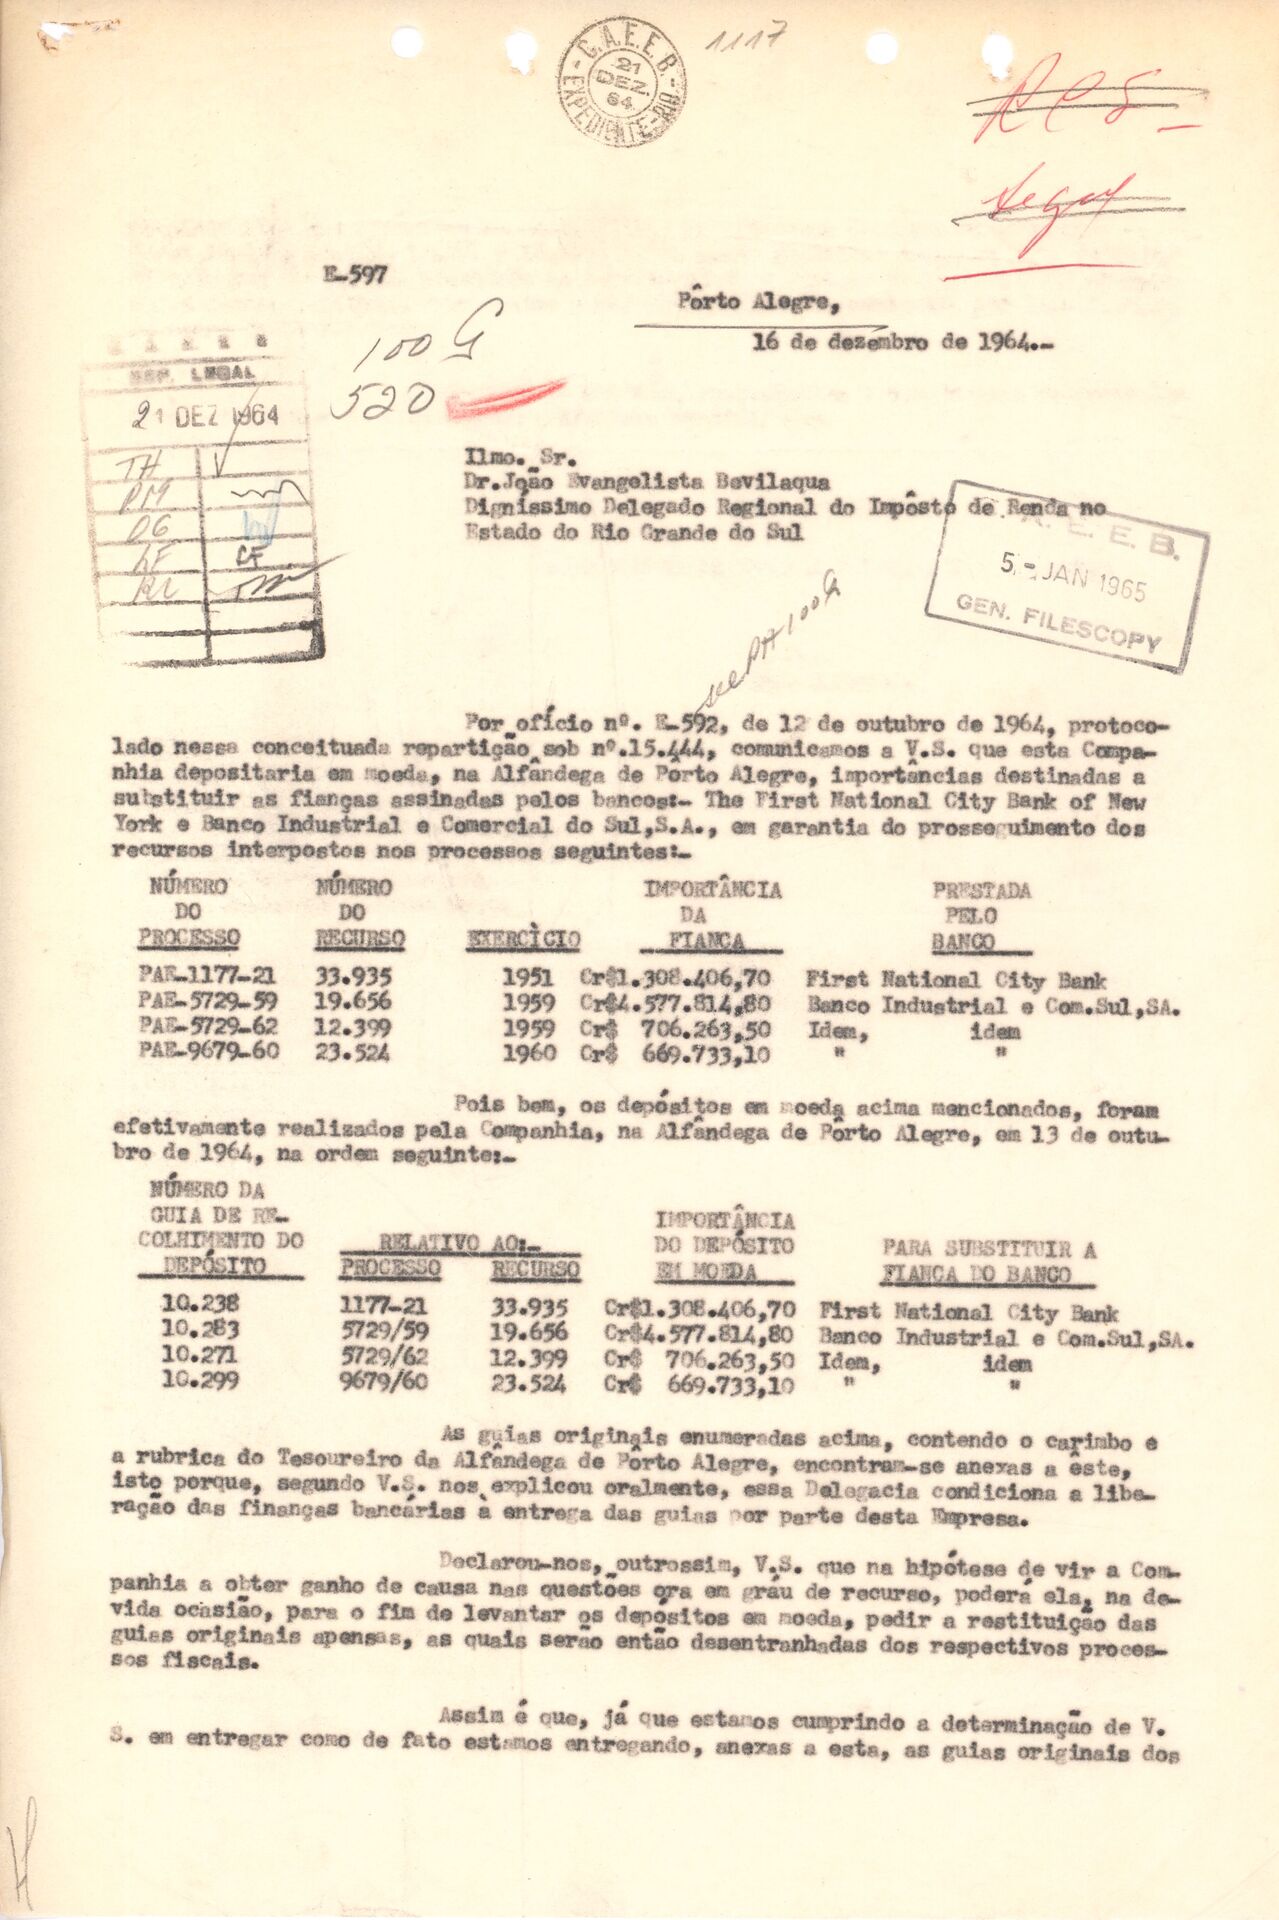 C.A.E.E.B.
21
DEZ.
64
EXPEDIENTE-RIO
1117
Legal
E-597
Pôrto Alegre,
16 de dezembro de 1964.-
100 G
520
DEP. LEGAL
21 DEZ 1964
TH
PM
DG
LF CF
RL
Ilmo. Sr.
Dr.João Evangelista Bevilaqua
Digníssimo Delegado Regional do Impôsto de Renda no
Estado do Rio Grande do Sul
E. E. B.
5 - JAN 1965
GEN. FILESCOPY
Por ofício nº. E-592, de 12 de outubro de 1964, protoco-
lado nessa conceituada repartição sob nº.15.444, comunicamos a V.S. que esta Compa-
nhia depositaria em moeda, na Alfândega de Pôrto Alegre, importâncias destinadas a
substituir as fianças assinadas pelos bancos:- The First National City Bank of New
York e Banco Industrial e Comercial do Sul,S.A., em garantia do prosseguimento dos
recursos interpostos nos processos seguintes:-
NÚMERO NÚMERO IMPORTÂNCIA PRESTADA
DO DO DA PELO
PROCESSO RECURSO EXERCÌCIO FIANCA BANCO
PAE-1177-21 33.935 1951 Cr$1.308.406,70 First National City Bank
PAE-5729-59 19.656 1959 Cr$4.577.814,80 Banco Industrial e Com.Sul,SA.
PAE-5729-62 12.399 1959 Cr$ 706.263,50 Idem, idem
PAE-9679-60 23.524 1960 Cr$ 669.733,10 " "
Pois bem, os depósitos em moeda acima mencionados, foram
efetivamente realizados pela Companhia, na Alfândega de Pôrto Alegre, em 13 de outu-
bro de 1964, na ordem seguinte:-
NÚMERO DA
GUIA DE RE- IMPORTÂNCIA
COLHIMENTO DO RELATIVO AO:- DO DEPÓSITO PARA SUBSTITUIR A
DEPÓSITO PROCESSO RECURSO EM MOEDA FIANCA DO BANCO
10.238 1177-21 33.935 Cr$1.308.406,70 First National City Bank
10.283 5729/59 19.656 Cr$4.577.814,80 Banco Industrial e Com.Sul,SA.
10.271 5729/62 12.399 Cr$ 706.263,50 Idem, idem
10.299 9679/60 23.524 Cr$ 669.733,10 " "
As guias originais enumeradas acima, contendo o carimbo e
a rubrica do Tesoureiro da Alfândega de Pôrto Alegre, encontram-se anexas a êste,
isto porque, segundo V.S. nos explicou oralmente, essa Delegacia condiciona a libe-
ração das finanças bancárias à entrega das guias por parte desta Empresa.
Declarou-nos, outrossim, V.S. que na hipótese de vir a Com-
panhia a obter ganho de causa nas questões ora em gráu de recurso, poderá ela, na de-
vida ocasião, para o fim de levantar os depósitos em moeda, pedir a restituição das
guias originais apensas, as quais serão então desentranhadas dos respectivos proces-
sos fiscais.
Assim é que, já que estamos cumprindo a determinação de V.
S. em entregar como de fato estamos entregando, anexas a esta, as guias originais dos